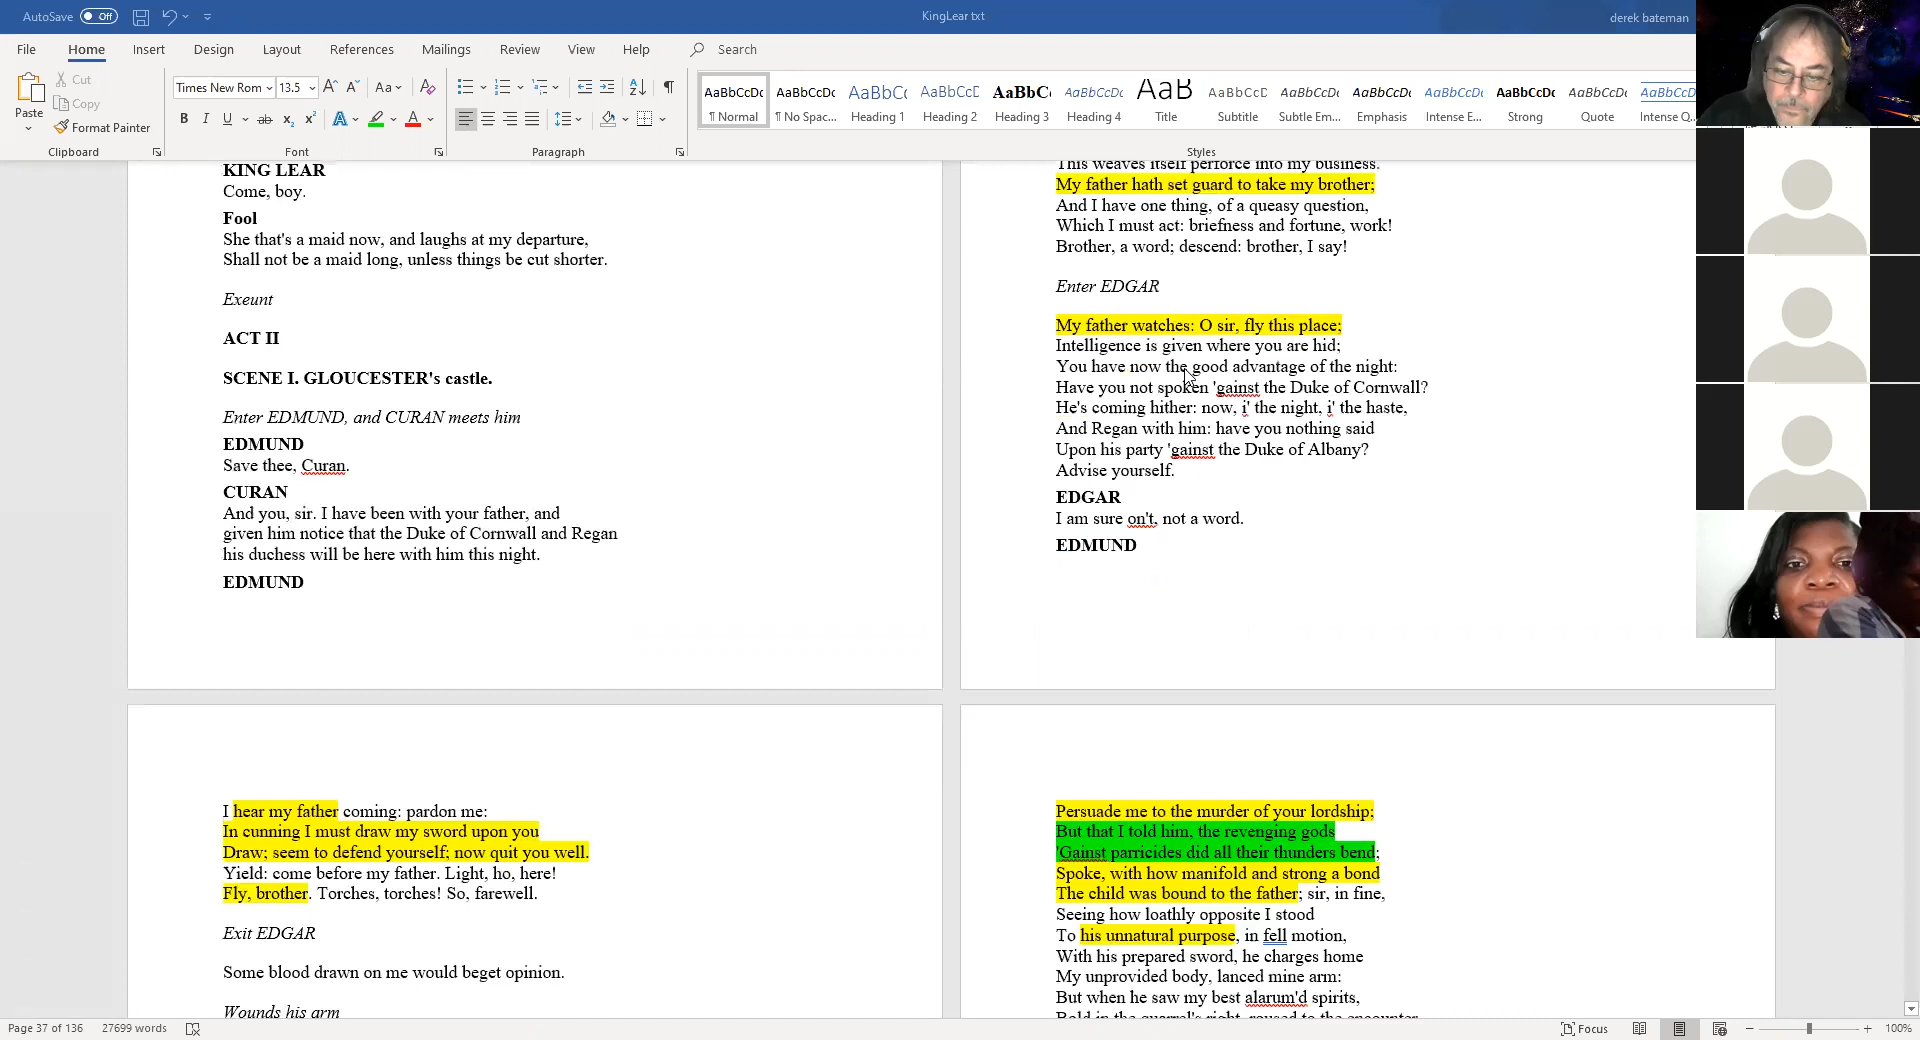 AutoSave Off KingLear txt derek bateman
File Home Insert Design Layout References Mailings Review View Help Search
Paste Cut Copy Format Painter
Times New Rom 13.5
AaBbCcDc AaBbCcDc AaBbCc AaBbCcD AaBbC AaBbCcDc AaB AaBbCcD AaBbCcDc AaBbCcDc AaBbCcDc AaBbCcDc AaBbCcDc AaBbCcDc
¶ Normal ¶ No Spac... Heading 1 Heading 2 Heading 3 Heading 4 Title Subtitle Subtle Em... Emphasis Intense E... Strong Quote Intense Q...
Clipboard Font Paragraph Styles
KING LEAR
Come, boy.
Fool
She that's a maid now, and laughs at my departure,
Shall not be a maid long, unless things be cut shorter.
Exeunt
ACT II
SCENE I. GLOUCESTER's castle.
Enter EDMUND, and CURAN meets him
EDMUND
Save thee, Curan.
CURAN
And you, sir. I have been with your father, and
given him notice that the Duke of Cornwall and Regan
his duchess will be here with him this night.
EDMUND
This weaves itself perforce into my business.
My father hath set guard to take my brother;
And I have one thing, of a queasy question,
Which I must act: briefness and fortune, work!
Brother, a word; descend: brother, I say!
Enter EDGAR
My father watches: O sir, fly this place;
Intelligence is given where you are hid;
You have now the good advantage of the night:
Have you not spoken 'gainst the Duke of Cornwall?
He's coming hither: now, i' the night, i' the haste,
And Regan with him: have you nothing said
Upon his party 'gainst the Duke of Albany?
Advise yourself.
EDGAR
I am sure on't, not a word.
EDMUND
I hear my father coming: pardon me:
In cunning I must draw my sword upon you
Draw; seem to defend yourself; now quit you well.
Yield: come before my father. Light, ho, here!
Fly, brother. Torches, torches! So, farewell.
Exit EDGAR
Some blood drawn on me would beget opinion.
Wounds his arm
Persuade me to the murder of your lordship;
But that I told him, the revenging gods
'Gainst parricides did all their thunders bend;
Spoke, with how manifold and strong a bond
The child was bound to the father; sir, in fine,
Seeing how loathly opposite I stood
To his unnatural purpose, in fell motion,
With his prepared sword, he charges home
My unprovided body, lanced mine arm:
But when he saw my best alarum'd spirits,
Bold in the quarrel's right, roused to the encounter,
Page 37 of 136 27699 words Focus 100%